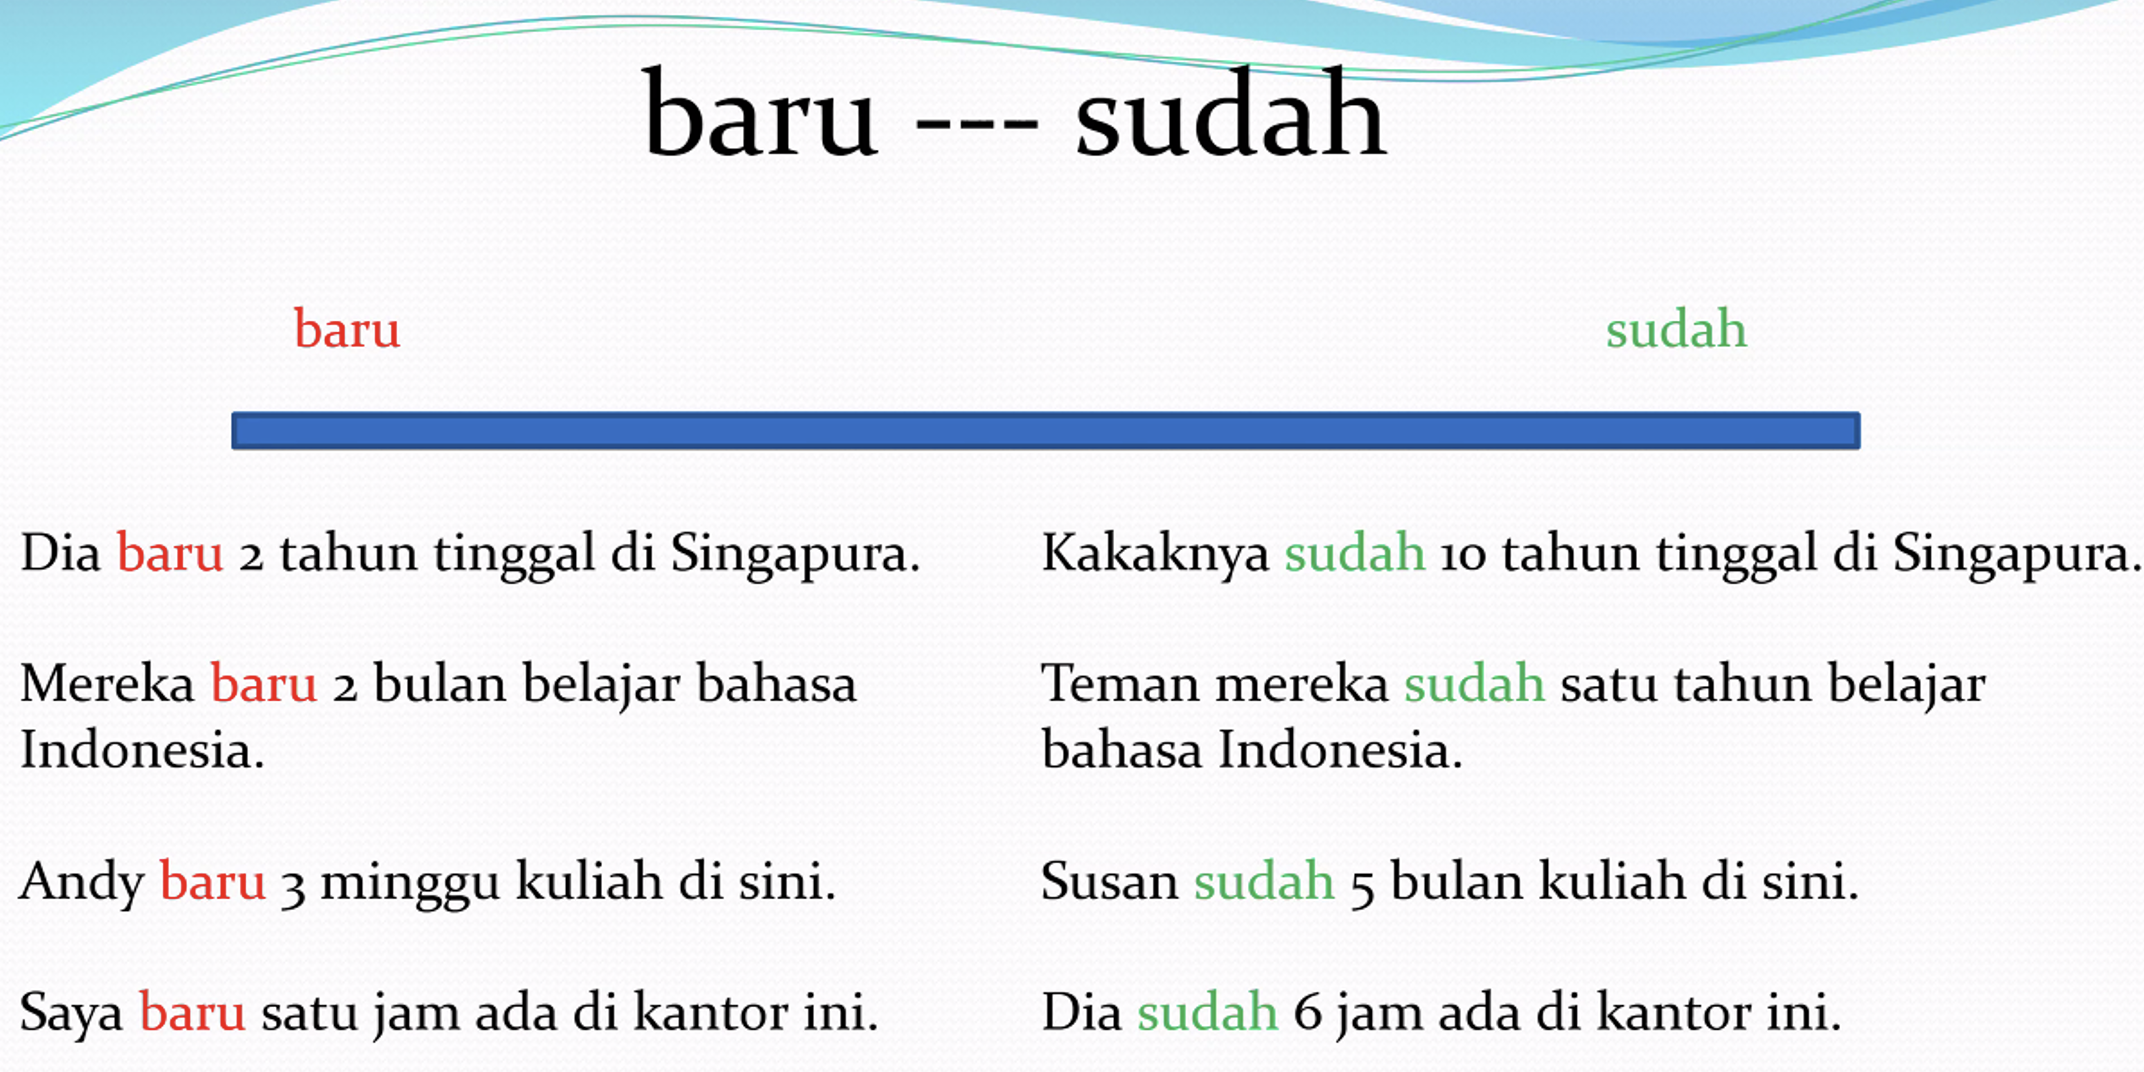 baru --- sudah
baru
sudah
Dia baru 2 tahun tinggal di Singapura.
Mereka baru 2 bulan belajar bahasa
Indonesia.
Andy baru 3 minggu kuliah di sini.
Saya baru satu jam ada di kantor ini.
Kakaknya sudah 10 tahun tinggal di Singapura.
Teman mereka sudah satu tahun belajar
bahasa Indonesia.
Susan sudah 5 bulan kuliah di sini.
Dia sudah 6 jam ada di kantor ini.